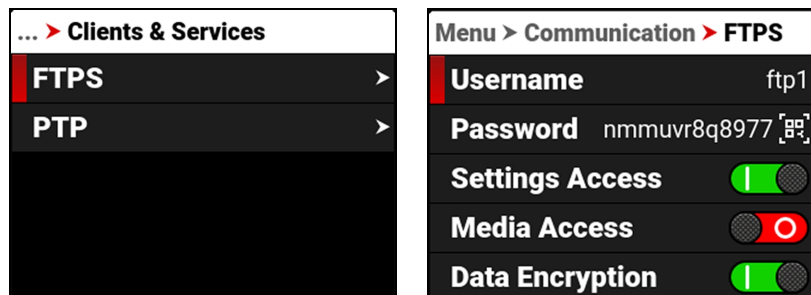 ... > Clients & Services
FTPS >
PTP >
Menu > Communication > FTPS
Username ftp1
Password nmmuvr8q8977
Settings Access
Media Access
Data Encryption